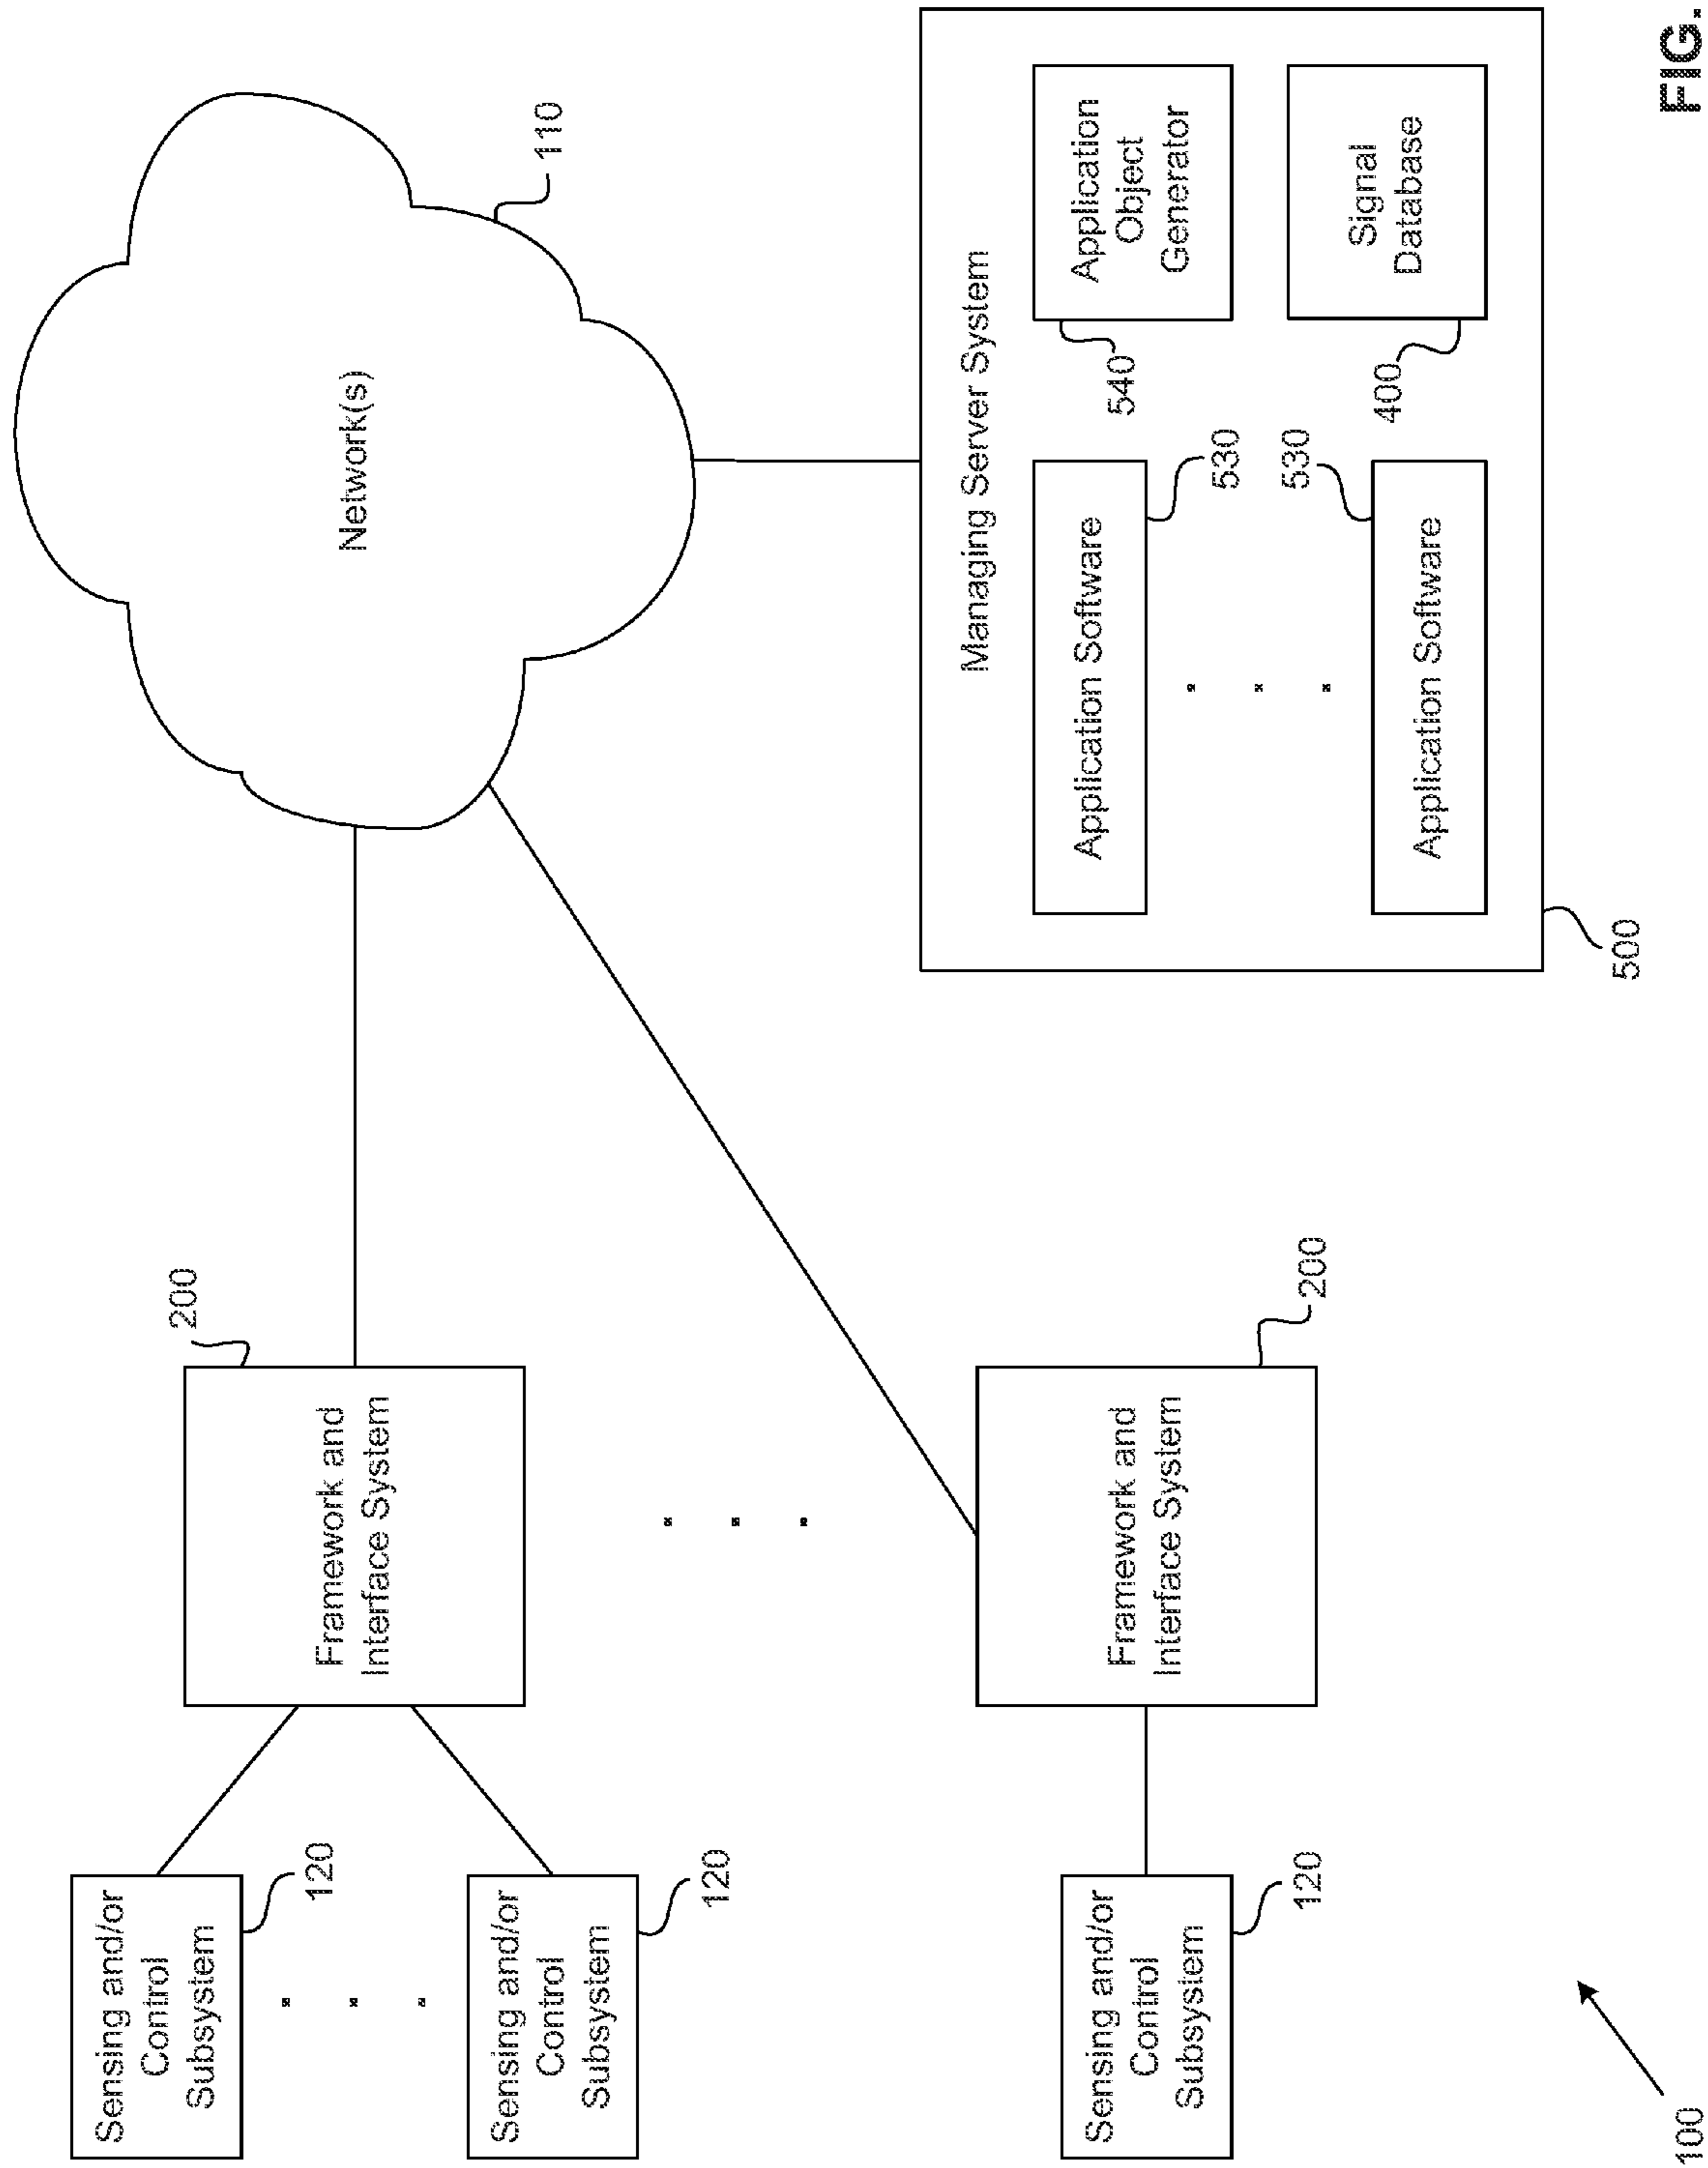 Sensing and/or
Control
Subsystem
120
Sensing and/or
Control
Subsystem
120
Sensing and/or
Control
Subsystem
120
Framework and
Interface System
200
Framework and
Interface System
200
Network(s)
110
Managing Server System
Application Software
530
530
Application Software
Application
Object
Generator
540
Signal
Database
400
500
100
FIG.